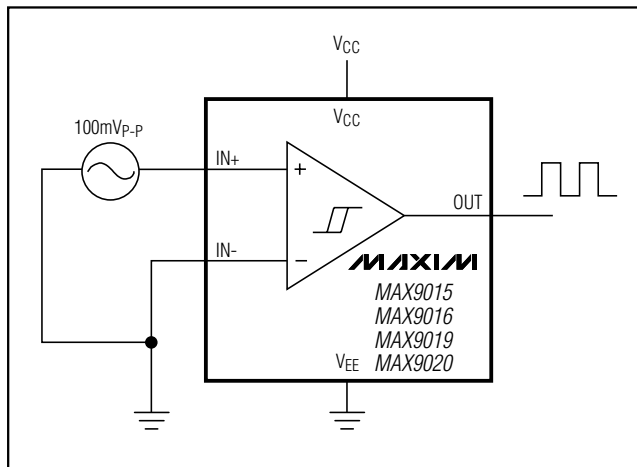 VCC
VCC
100mVP-P
IN+
+
OUT
IN-
−
MAXIM
MAX9015
MAX9016
MAX9019
VEE MAX9020